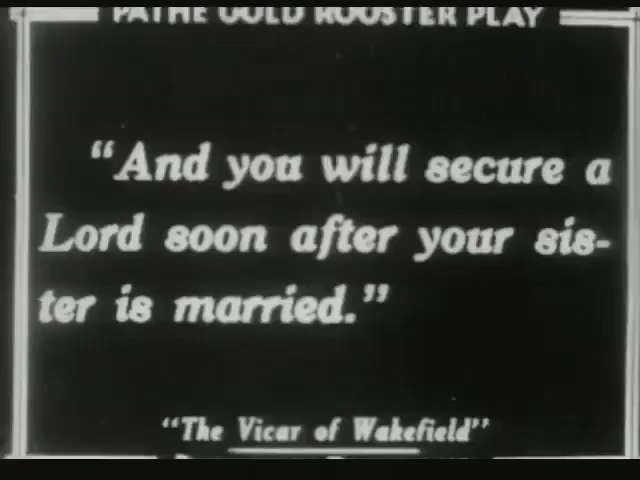 PATHE GOLD ROOSTER PLAY
"And you will secure a
Lord soon after your sis-
ter is married."
"The Vicar of Wakefield"